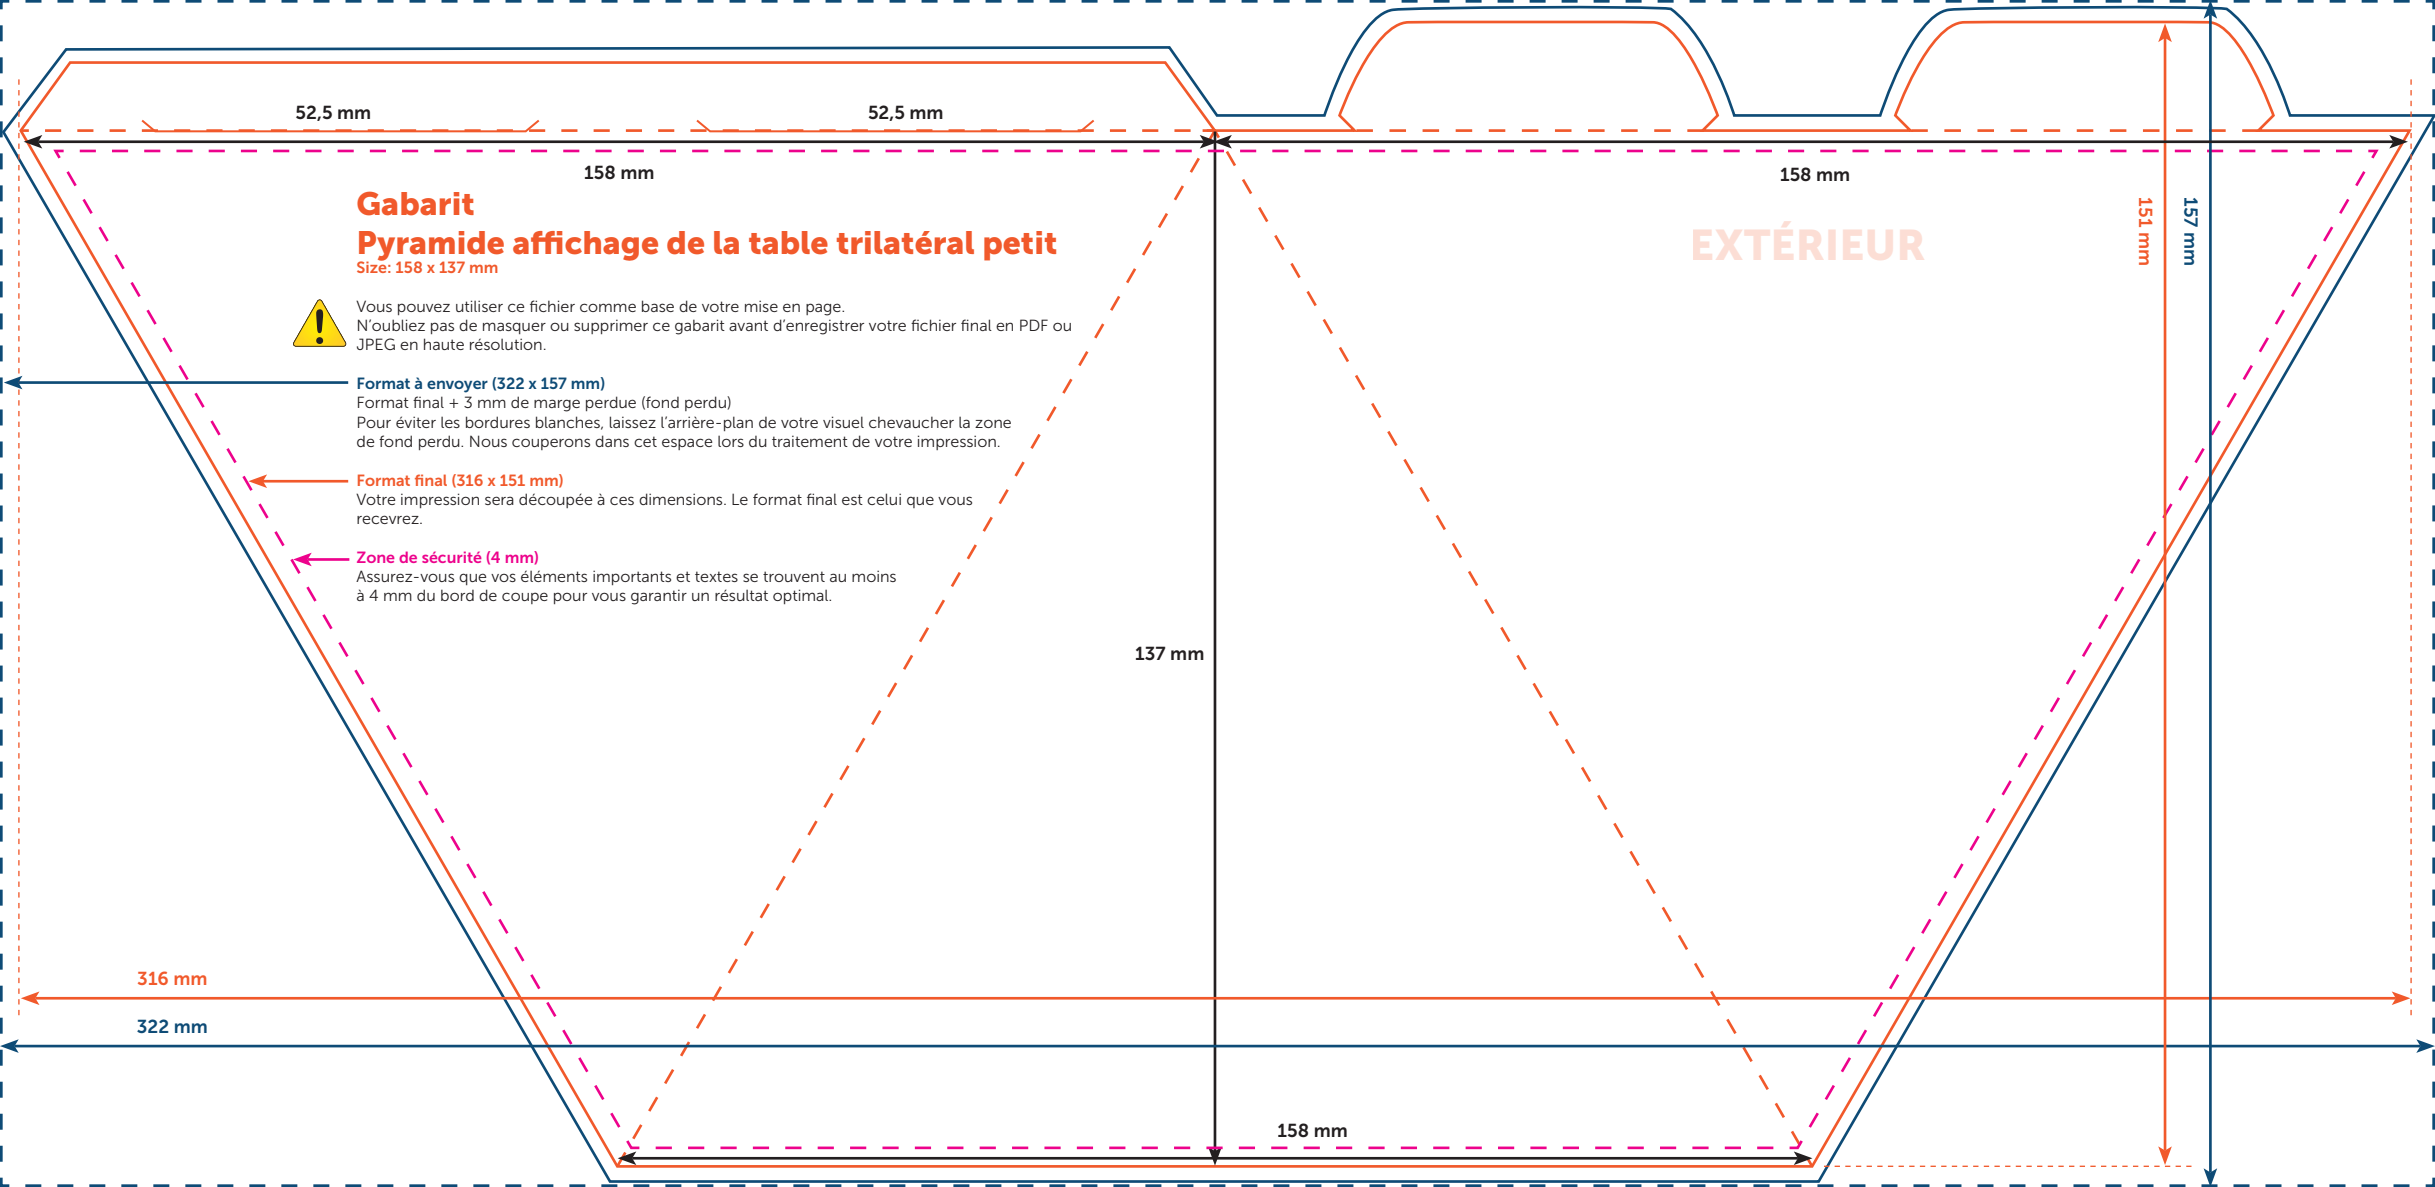 52,5 mm
52,5 mm
158 mm
158 mm
Gabarit
Pyramide affichage de la table trilatéral petit
Size: 158 x 137 mm
EXTÉRIEUR
151 mm
157 mm
Vous pouvez utiliser ce fichier comme base de votre mise en page.
N’oubliez pas de masquer ou supprimer ce gabarit avant d’enregistrer votre fichier final en PDF ou
JPEG en haute résolution.
Format à envoyer (322 x 157 mm)
Format final + 3 mm de marge perdue (fond perdu)
Pour éviter les bordures blanches, laissez l’arrière-plan de votre visuel chevaucher la zone
de fond perdu. Nous couperons dans cet espace lors du traitement de votre impression.
Format final (316 x 151 mm)
Votre impression sera découpée à ces dimensions. Le format final est celui que vous
recevrez.
Zone de sécurité (4 mm)
Assurez-vous que vos éléments importants et textes se trouvent au moins
à 4 mm du bord de coupe pour vous garantir un résultat optimal.
137 mm
316 mm
322 mm
158 mm